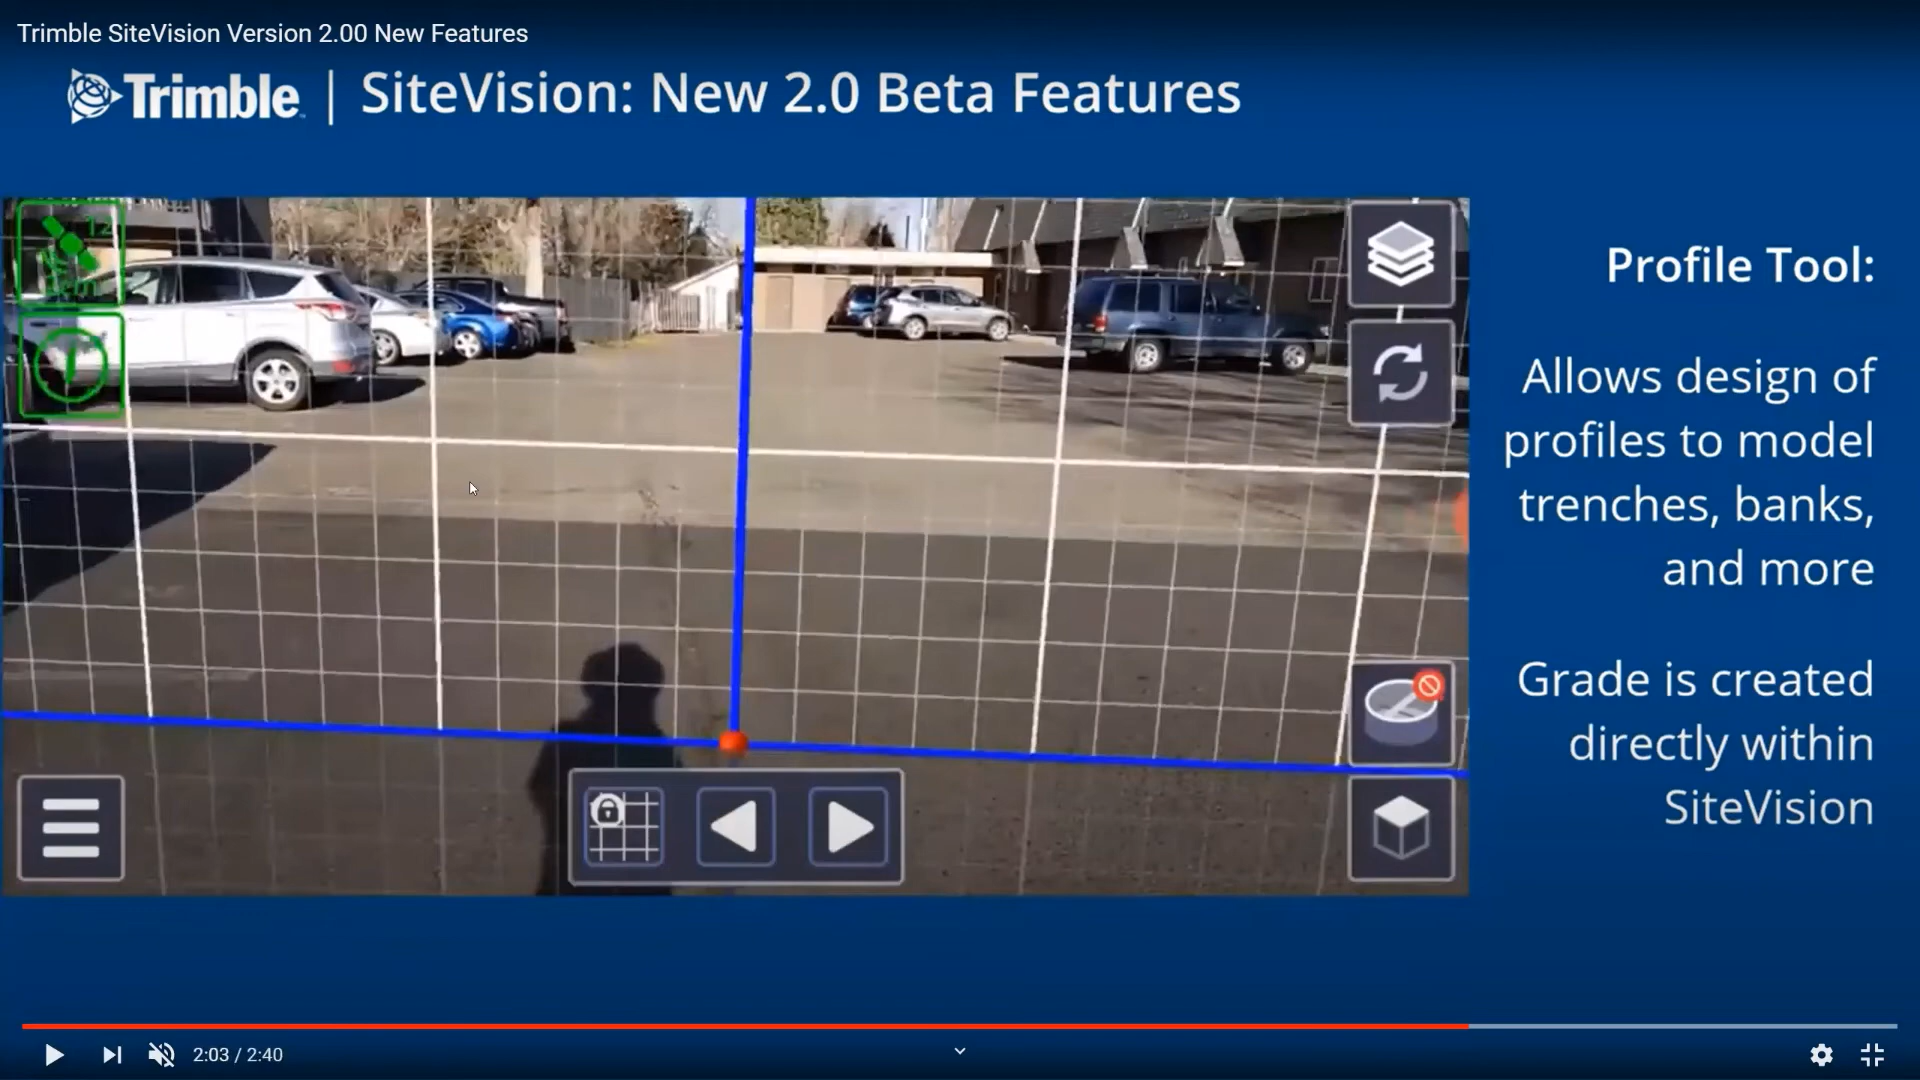 Trimble SiteVision Version 2.00 New Features
Trimble | SiteVision: New 2.0 Beta Features
12
Profile Tool:
Allows design of
profiles to model
trenches, banks,
and more
Grade is created
directly within
SiteVision
2:03 / 2:40